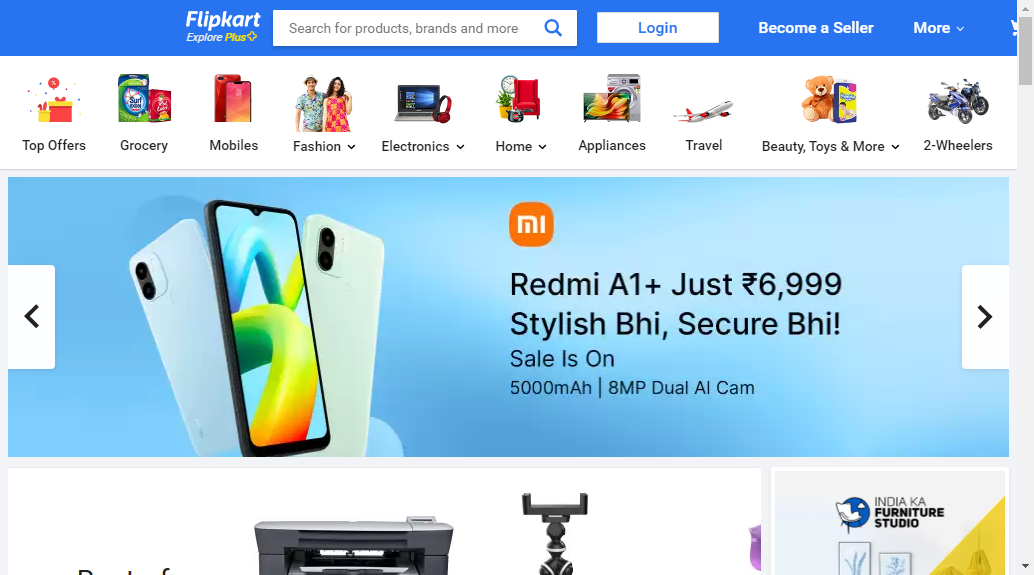 Flipkart
Explore Plus
Search for products, brands and more
Login
Become a Seller
More
Top Offers
Grocery
Mobiles
Fashion
Electronics
Home
Appliances
Travel
Beauty, Toys & More
2-Wheelers
Surf excel
mi
Redmi A1+ Just ₹6,999
Stylish Bhi, Secure Bhi!
Sale Is On
5000mAh | 8MP Dual AI Cam
INDIA KA
FURNITURE
STUDIO